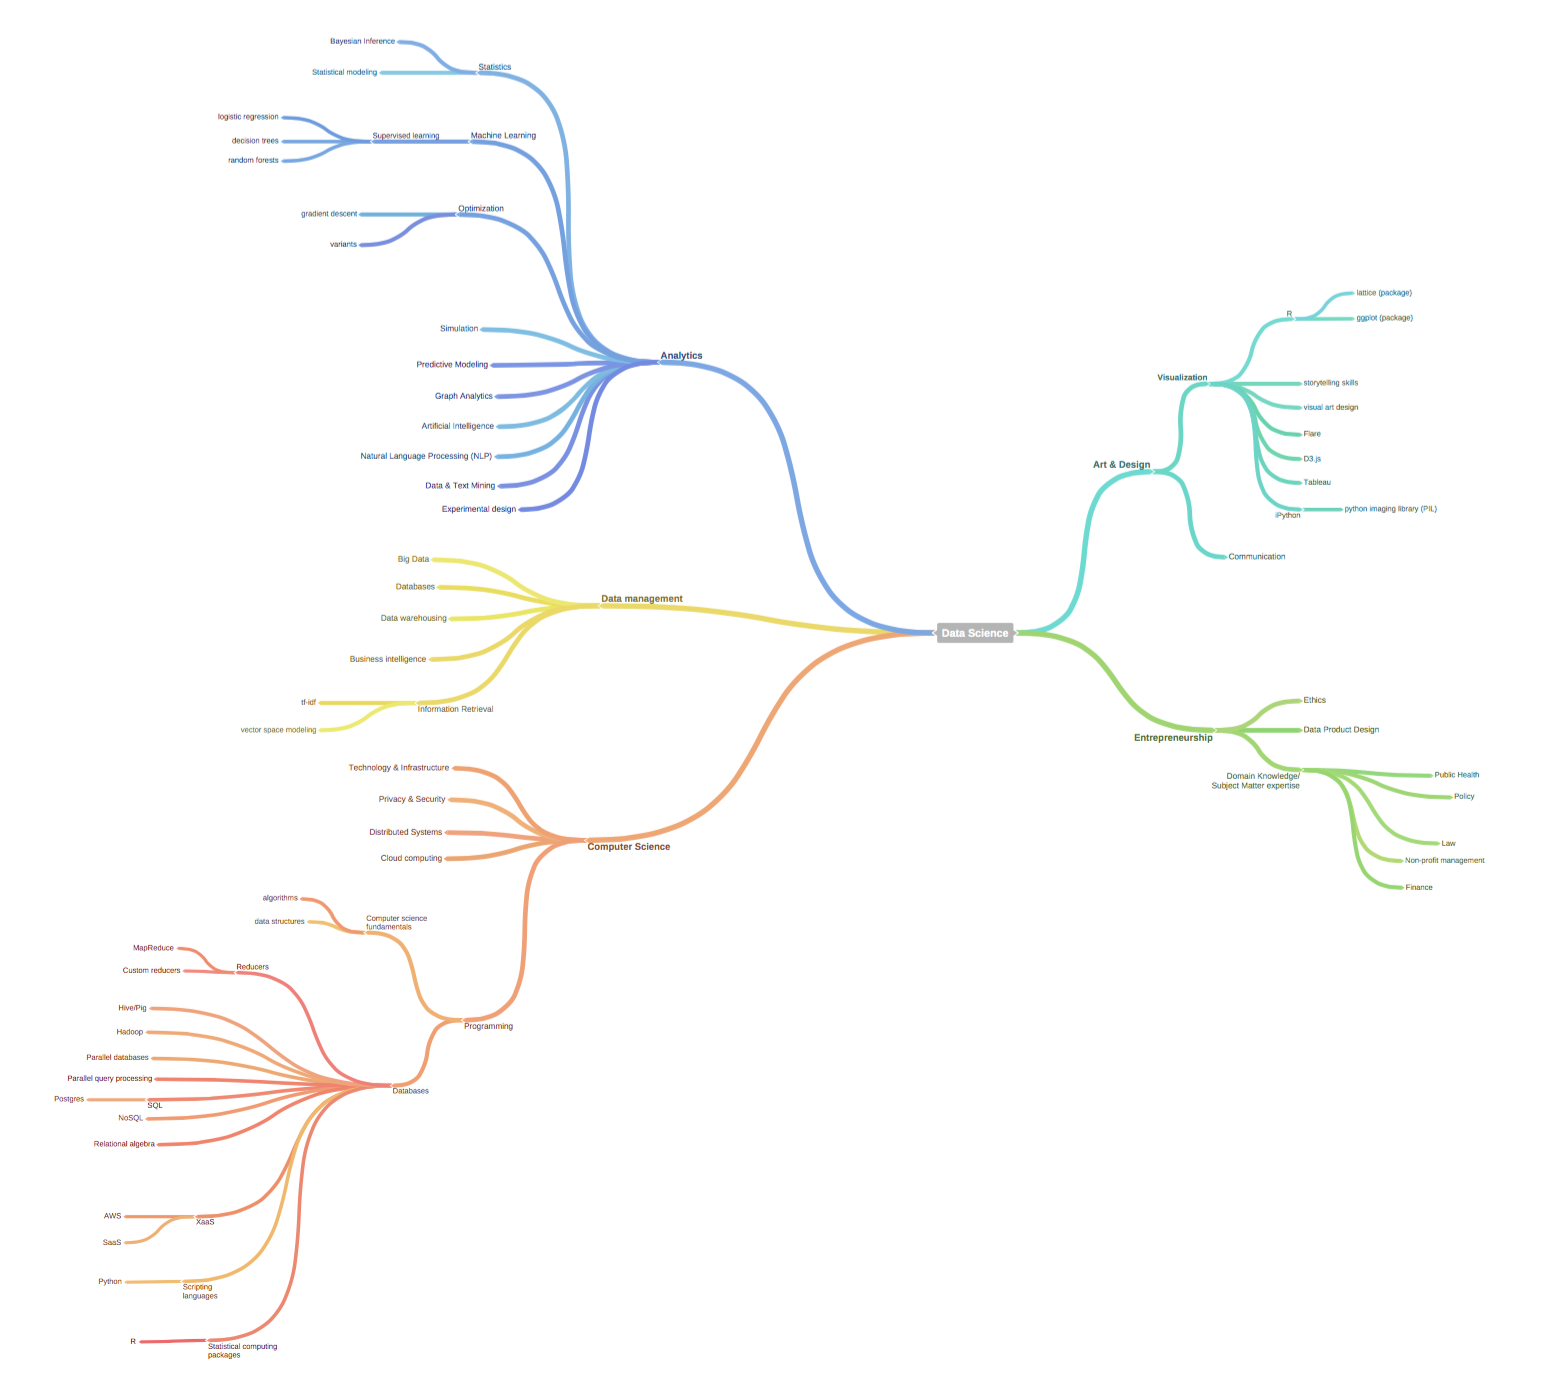 Data Science
Analytics
Statistics
Bayesian Inference
Statistical modeling
Machine Learning
Supervised learning
logistic regression
decision trees
random forests
Optimization
gradient descent
variants
Simulation
Predictive Modeling
Graph Analytics
Artificial Intelligence
Natural Language Processing (NLP)
Data & Text Mining
Experimental design
Data management
Big Data
Databases
Data warehousing
Business intelligence
Information Retrieval
tf-idf
vector space modeling
Computer Science
Technology & Infrastructure
Privacy & Security
Distributed Systems
Cloud computing
Programming
Computer science
fundamentals
algorithms
data structures
Databases
Reducers
MapReduce
Custom reducers
Hive/Pig
Hadoop
Parallel databases
Parallel query processing
SQL
Postgres
NoSQL
Relational algebra
XaaS
AWS
SaaS
Scripting
languages
Python
Statistical computing
packages
R
Art & Design
Visualization
R
lattice (package)
ggplot (package)
storytelling skills
visual art design
Flare
D3.js
Tableau
iPython
python imaging library (PIL)
Communication
Entrepreneurship
Ethics
Data Product Design
Domain Knowledge/
Subject Matter expertise
Public Health
Policy
Law
Non-profit management
Finance